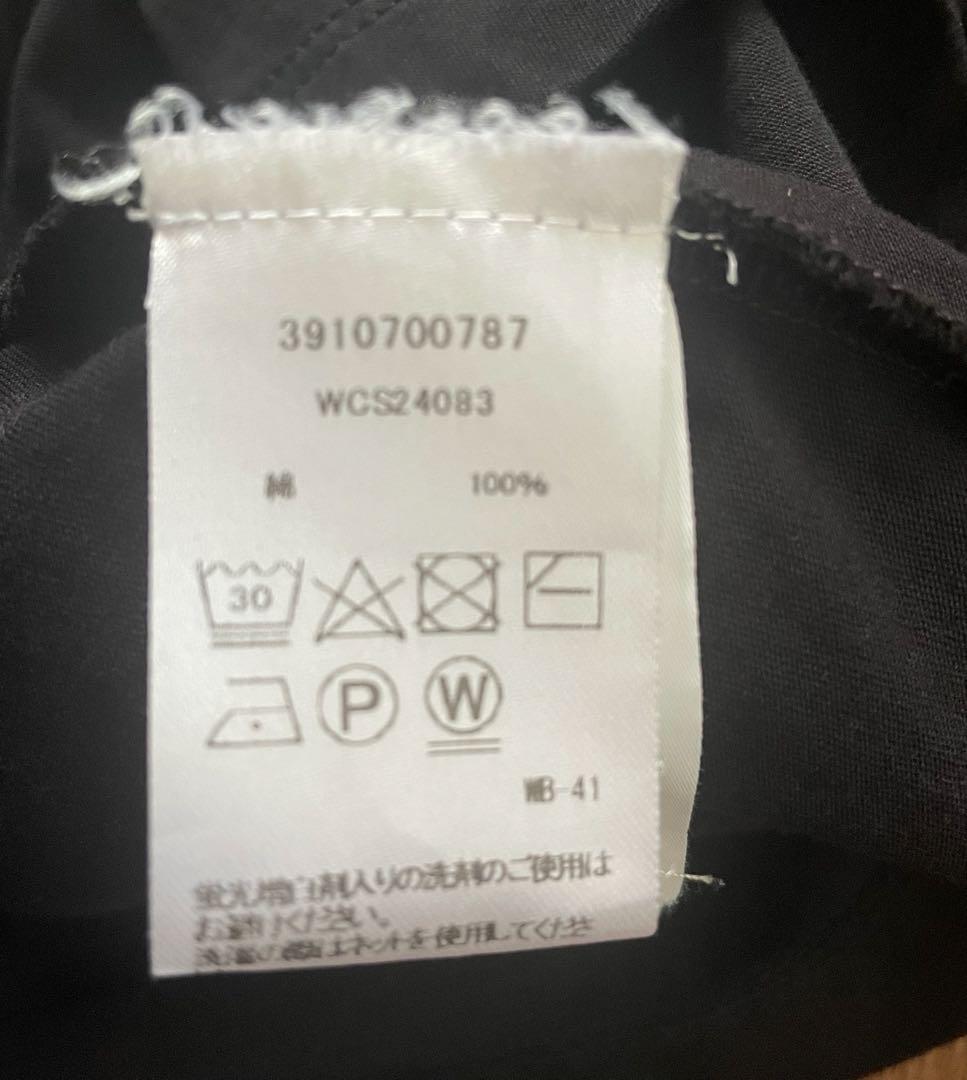 3910700787
WCS24083
綿 100%
30
P W
WB-41
蛍光増白剤入りの洗剤のご使用は
お避けください。
洗濯の際はネットを使用してくださ